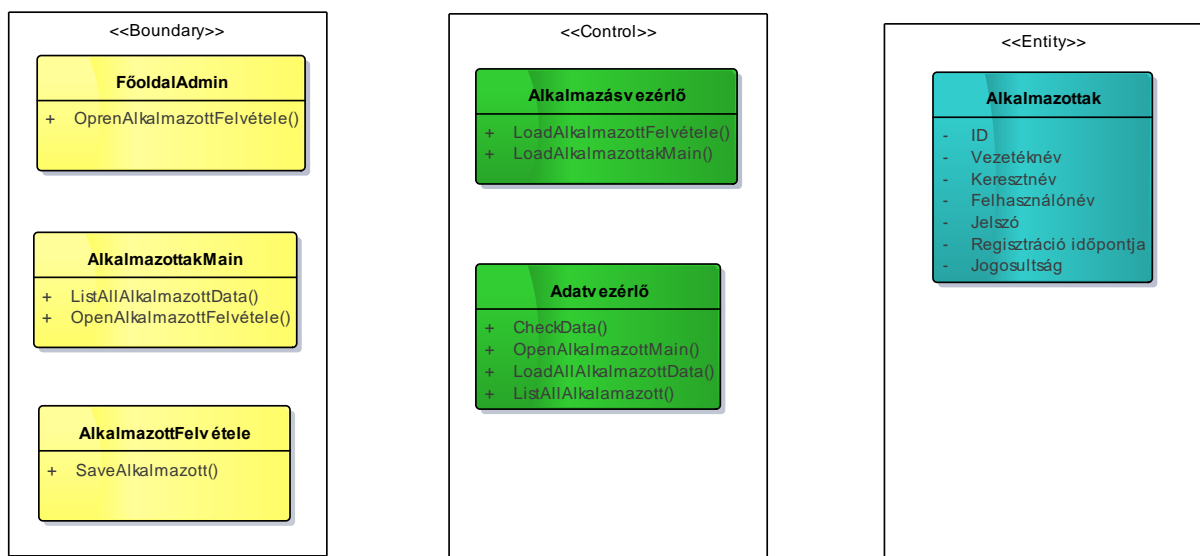 <<Boundary>>
FőoldalAdmin
+ OprenAlkalmazottFelvétele()
AlkalmazottakMain
+ ListAllAlkalmazottData()
+ OpenAlkalmazottFelvétele()
AlkalmazottFelvétele
+ SaveAlkalmazott()
<<Control>>
Alkalmazásvezérlő
+ LoadAlkalmazottFelvétele()
+ LoadAlkalmazottakMain()
Adatvezérlő
+ CheckData()
+ OpenAlkalmazottMain()
+ LoadAllAlkalmazottData()
+ ListAllAlkalamazott()
<<Entity>>
Alkalmazottak
- ID
- Vezetéknév
- Keresztnév
- Felhasználónév
- Jelszó
- Regisztráció időpontja
- Jogosultság